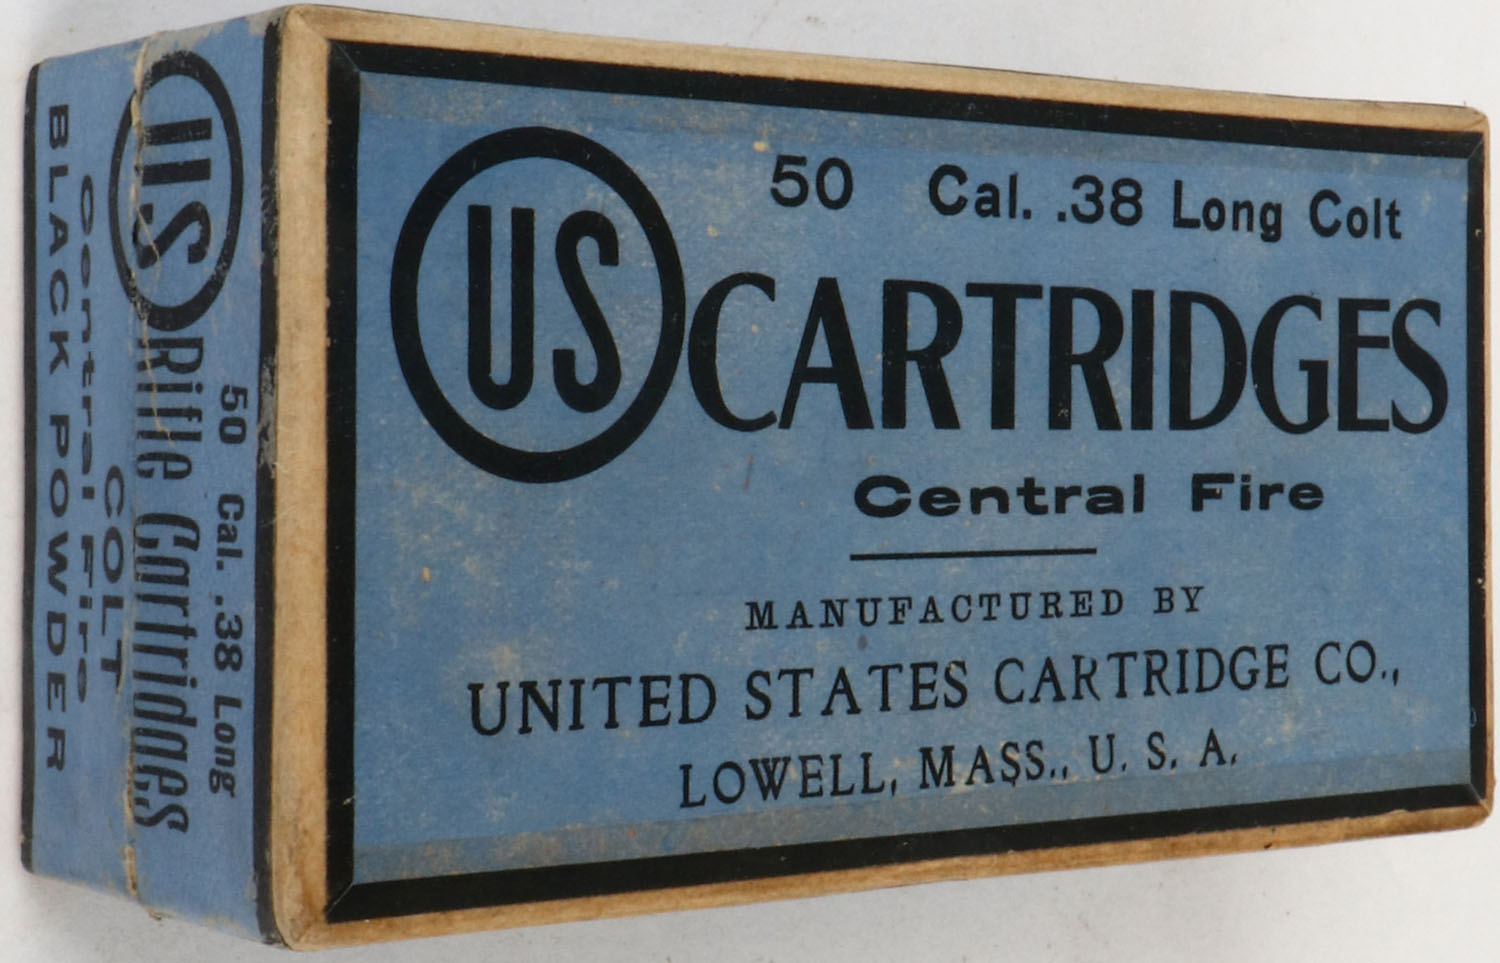 US
50 Cal. .38 Long Colt
CARTRIDGES
Central Fire
MANUFACTURED BY
UNITED STATES CARTRIDGE CO.,
LOWELL, MASS., U. S. A.
50 Cal. .38 Long
US Rifle Cartridges
COLT
Central Fire
BLACK POWDER